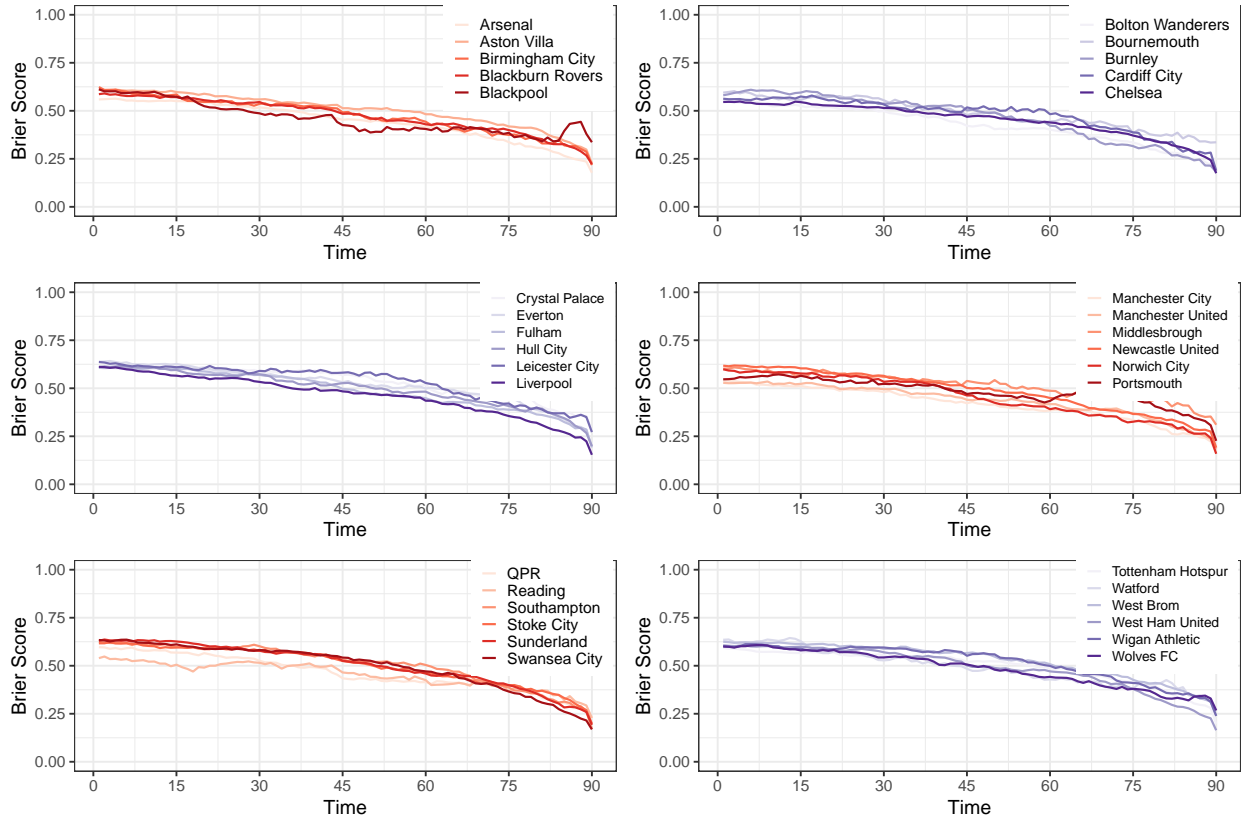 Brier Score
1.00
0.75
0.50
0.25
0.00
0 15 30 45 60 75 90
Time
Arsenal
Aston Villa
Birmingham City
Blackburn Rovers
Blackpool
Brier Score
1.00
0.75
0.50
0.25
0.00
0 15 30 45 60 75 90
Time
Bolton Wanderers
Bournemouth
Burnley
Cardiff City
Chelsea
Brier Score
1.00
0.75
0.50
0.25
0.00
0 15 30 45 60 75 90
Time
Crystal Palace
Everton
Fulham
Hull City
Leicester City
Liverpool
Brier Score
1.00
0.75
0.50
0.25
0.00
0 15 30 45 60 75 90
Time
Manchester City
Manchester United
Middlesbrough
Newcastle United
Norwich City
Portsmouth
Brier Score
1.00
0.75
0.50
0.25
0.00
0 15 30 45 60 75 90
Time
QPR
Reading
Southampton
Stoke City
Sunderland
Swansea City
Brier Score
1.00
0.75
0.50
0.25
0.00
0 15 30 45 60 75 90
Time
Tottenham Hotspur
Watford
West Brom
West Ham United
Wigan Athletic
Wolves FC